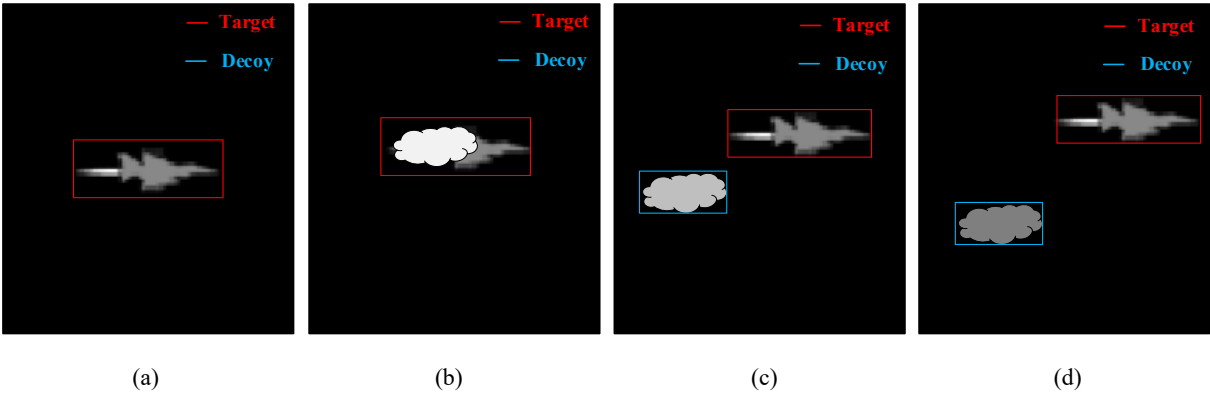 Target
Decoy
Target
Decoy
Target
Decoy
Target
Decoy
(a)
(b)
(c)
(d)